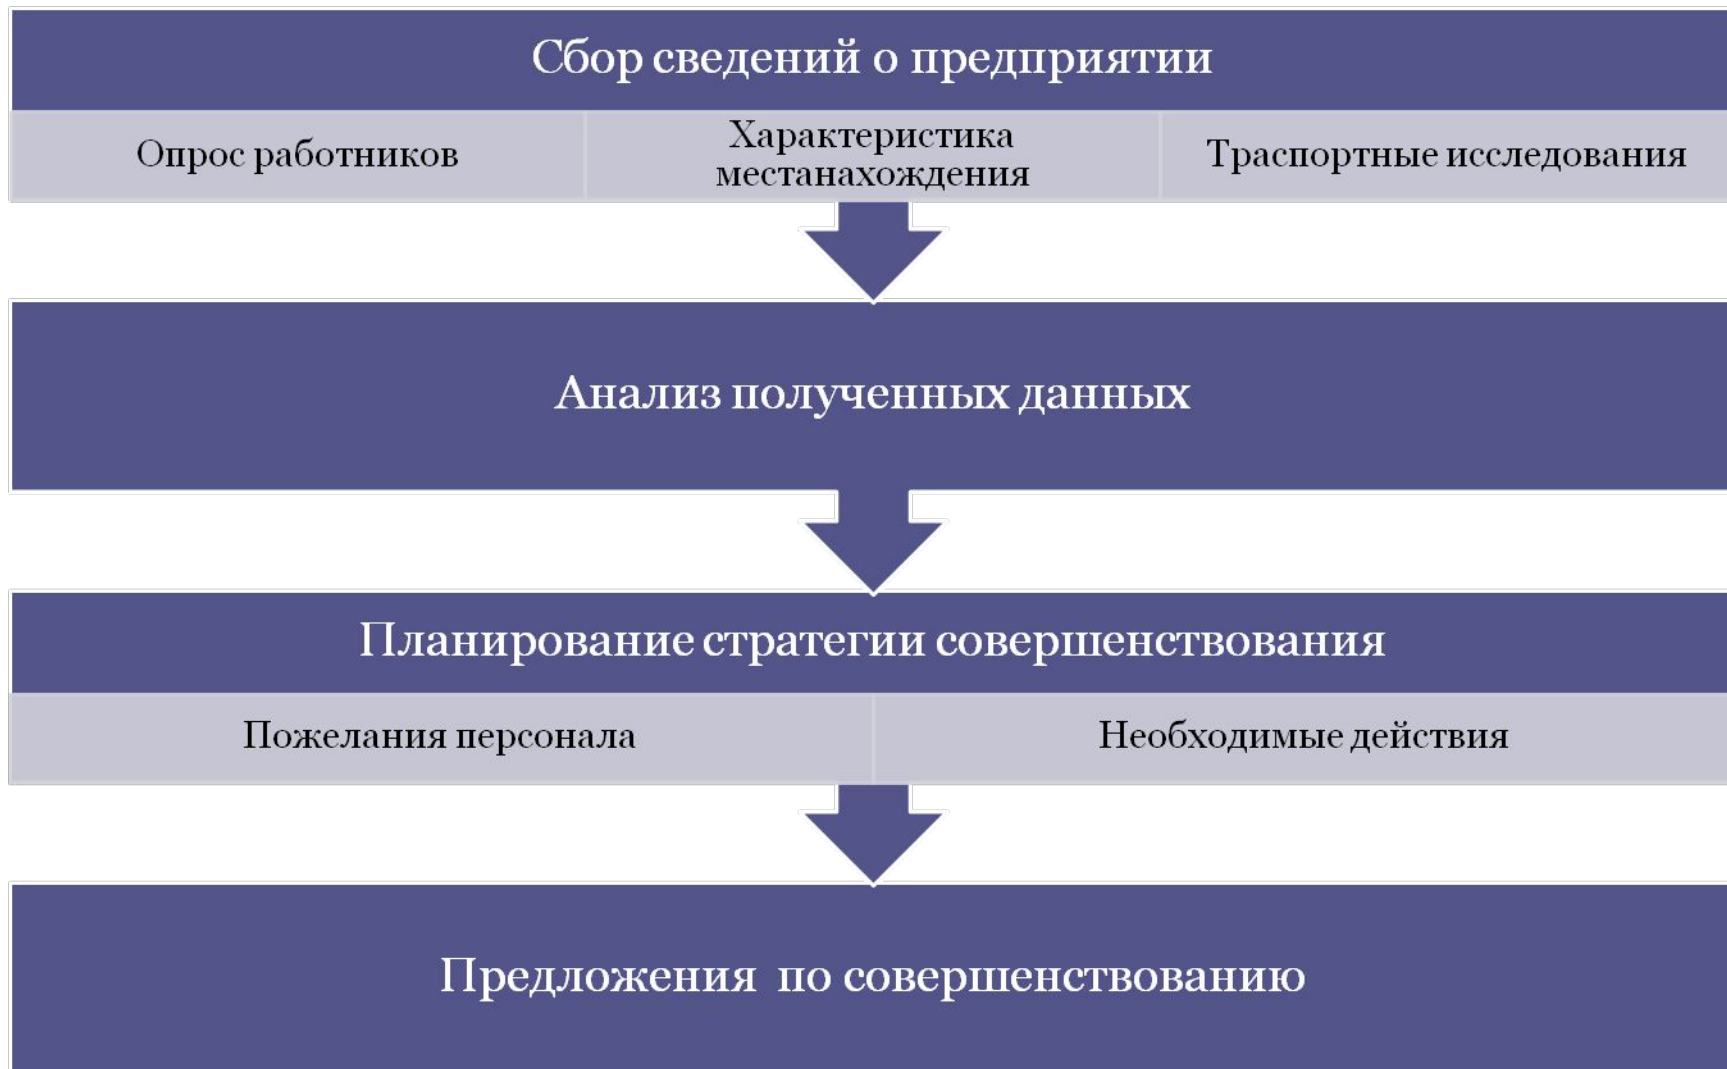 Сбор сведений о предприятии
Опрос работников
Характеристика
местанахождения
Траспортные исследования
Анализ полученных данных
Планирование стратегии совершенствования
Пожелания персонала
Необходимые действия
Предложения по совершенствованию